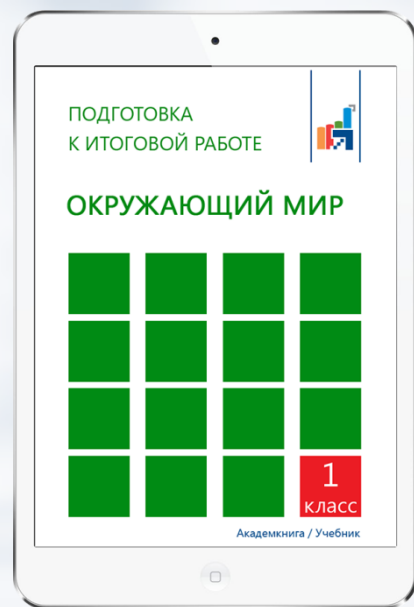 ПОДГОТОВКА
К ИТОГОВОЙ РАБОТЕ
ОКРУЖАЮЩИЙ МИР
1
класс
Академкнига / Учебник